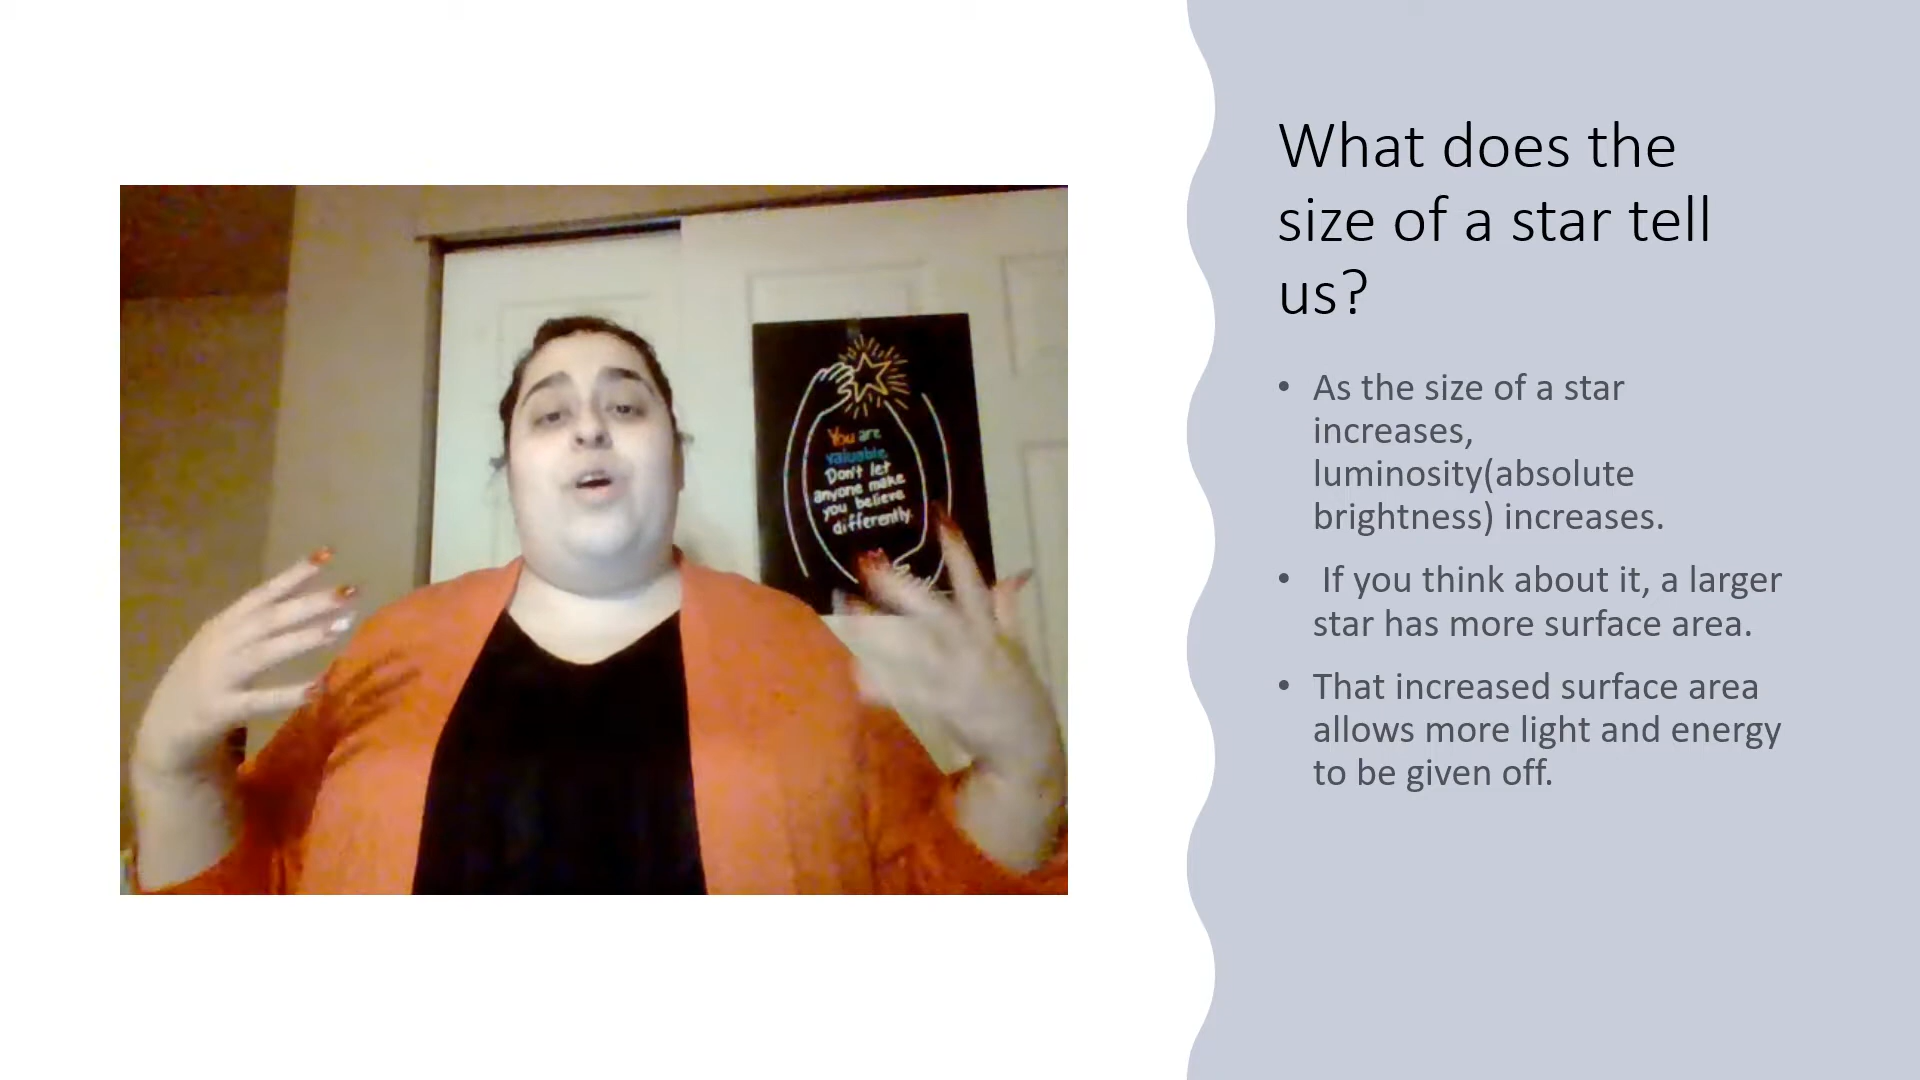 You are
valuable.
Don't let
anyone make
you believe
differently.
What does the
size of a star tell
us?
• As the size of a star
increases,
luminosity(absolute
brightness) increases.
• If you think about it, a larger
star has more surface area.
• That increased surface area
allows more light and energy
to be given off.